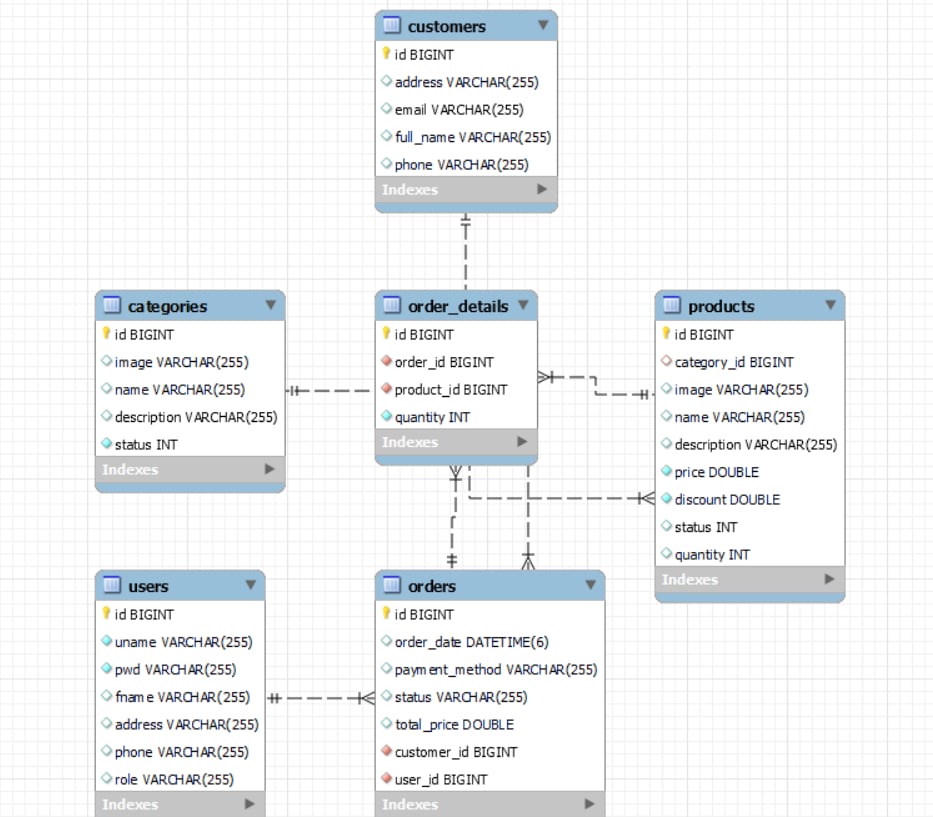 customers
id BIGINT
address VARCHAR(255)
email VARCHAR(255)
full_name VARCHAR(255)
phone VARCHAR(255)
Indexes
categories
id BIGINT
image VARCHAR(255)
name VARCHAR(255)
description VARCHAR(255)
status INT
Indexes
order_details
id BIGINT
order_id BIGINT
product_id BIGINT
quantity INT
Indexes
products
id BIGINT
category_id BIGINT
image VARCHAR(255)
name VARCHAR(255)
description VARCHAR(255)
price DOUBLE
discount DOUBLE
status INT
quantity INT
Indexes
users
id BIGINT
uname VARCHAR(255)
pwd VARCHAR(255)
fname VARCHAR(255)
address VARCHAR(255)
phone VARCHAR(255)
role VARCHAR(255)
Indexes
orders
id BIGINT
order_date DATETIME(6)
payment_method VARCHAR(255)
status VARCHAR(255)
total_price DOUBLE
customer_id BIGINT
user_id BIGINT
Indexes